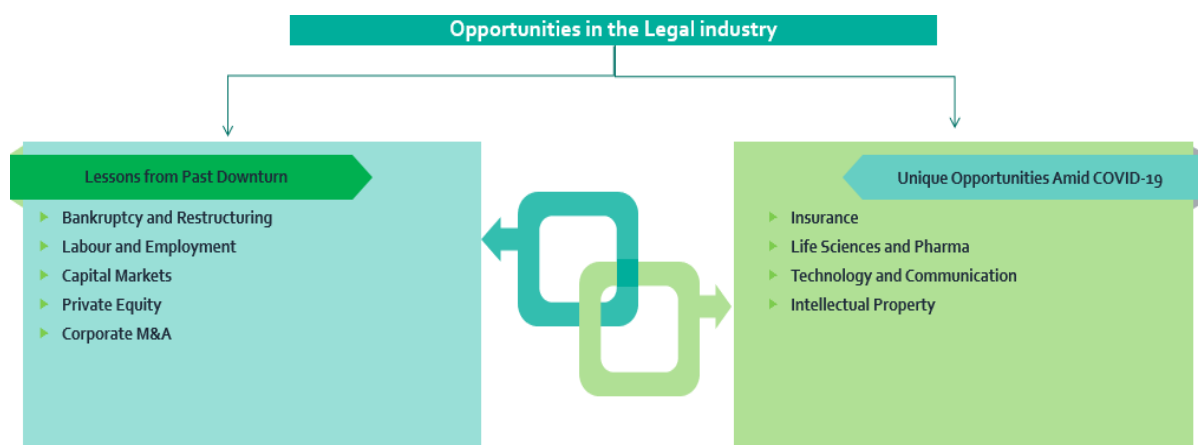 Opportunities in the Legal industry
Lessons from Past Downturn
Bankruptcy and Restructuring
Labour and Employment
Capital Markets
Private Equity
Corporate M&A
Unique Opportunities Amid COVID-19
Insurance
Life Sciences and Pharma
Technology and Communication
Intellectual Property